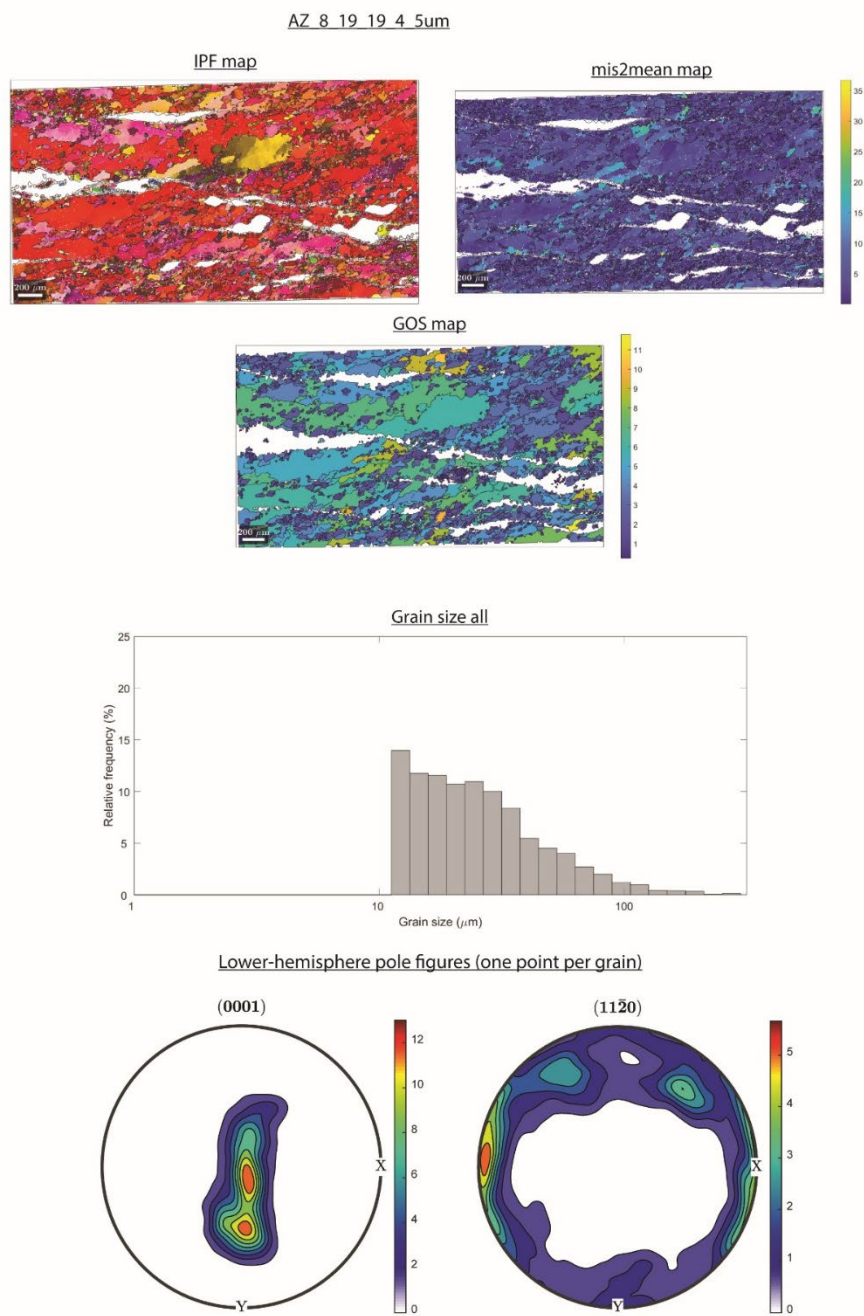 AZ_8_19_19_4_5um
IPF map
mis2mean map
200 μm
200 μm
35
30
25
20
15
10
5
GOS map
200 μm
11
10
9
8
7
6
5
4
3
2
1
Grain size all
Relative frequency (%)
25
20
15
10
5
0
1
10
100
Grain size (μm)
Lower-hemisphere pole figures (one point per grain)
(0001)
X
Y
12
10
8
6
4
2
0
(112̄0)
X
Y
5
4
3
2
1
0